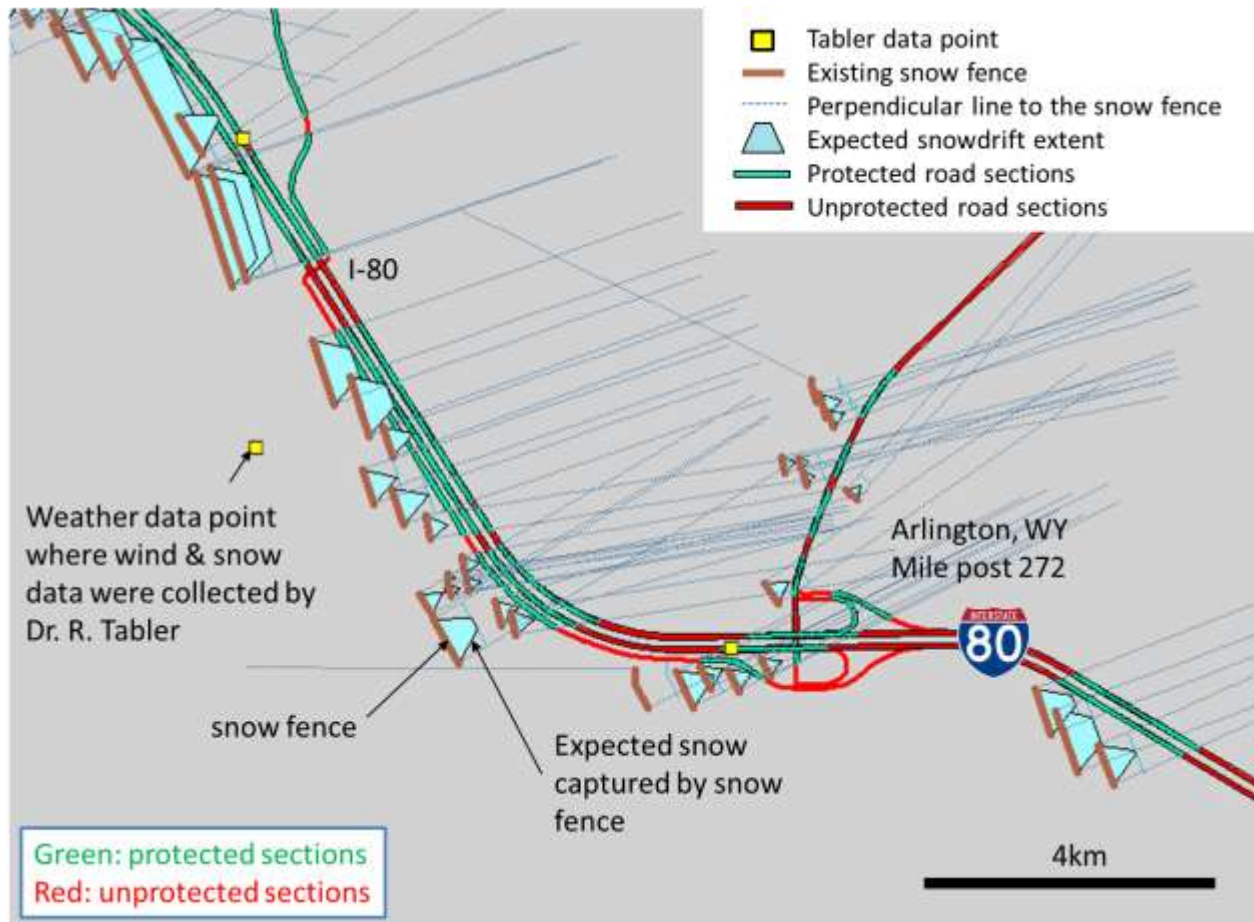 Tabler data point
Existing snow fence
Perpendicular line to the snow fence
Expected snowdrift extent
Protected road sections
Unprotected road sections
I-80
Weather data point
where wind & snow
data were collected by
Dr. R. Tabler
Arlington, WY
Mile post 272
INTERSTATE
80
snow fence
Expected snow
captured by snow
fence
Green: protected sections
Red: unprotected sections
4km